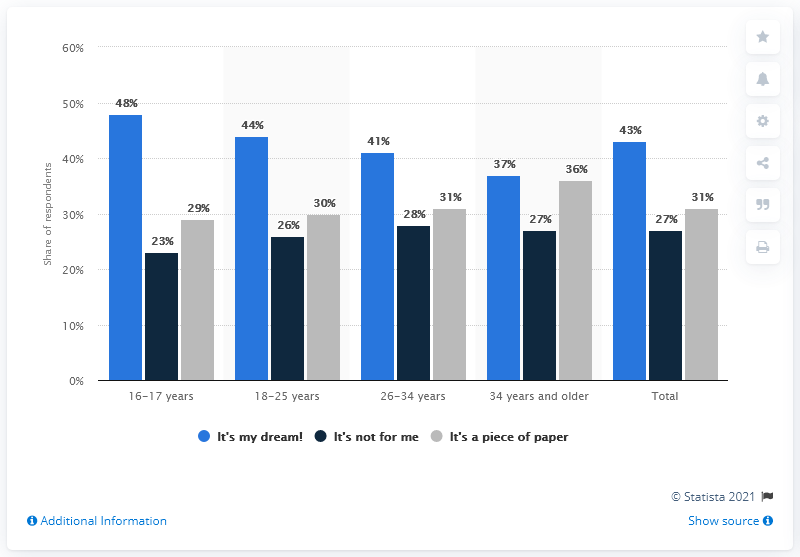 60%
50%
40%
30%
20%
10%
0%
Share of respondents
48%
23%
29%
44%
26%
30%
41%
28%
31%
37%
27%
36%
43%
27%
31%
16-17 years
18-25 years
26-34 years
34 years and older
Total
It's my dream! It's not for me It's a piece of paper
© Statista 2021
Additional Information
Show source